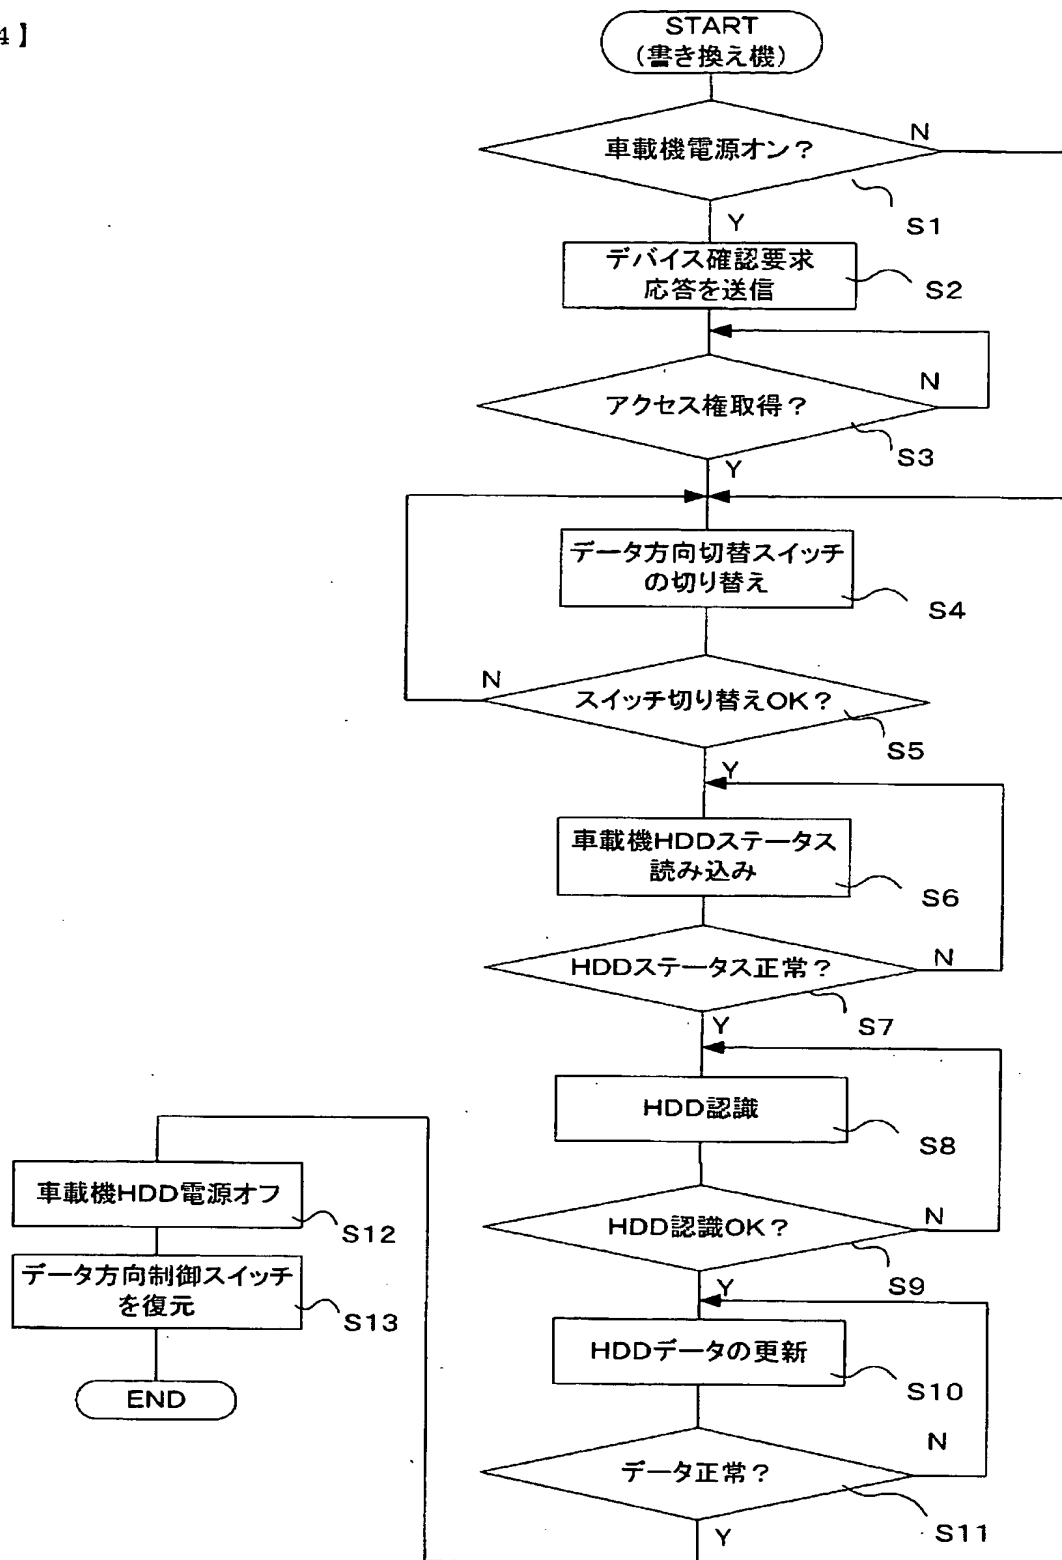 4】
START
(書き換え機)
車載機電源オン？
N
S1
Y
デバイス確認要求
応答を送信
S2
アクセス権取得？
N
S3
Y
データ方向切替スイッチ
の切り替え
S4
スイッチ切り替えOK？
N
S5
Y
車載機HDDステータス
読み込み
S6
HDDステータス正常？
N
S7
Y
HDD認識
S8
HDD認識OK？
N
S9
Y
HDDデータの更新
S10
データ正常？
N
S11
Y
車載機HDD電源オフ
S12
データ方向制御スイッチ
を復元
S13
END